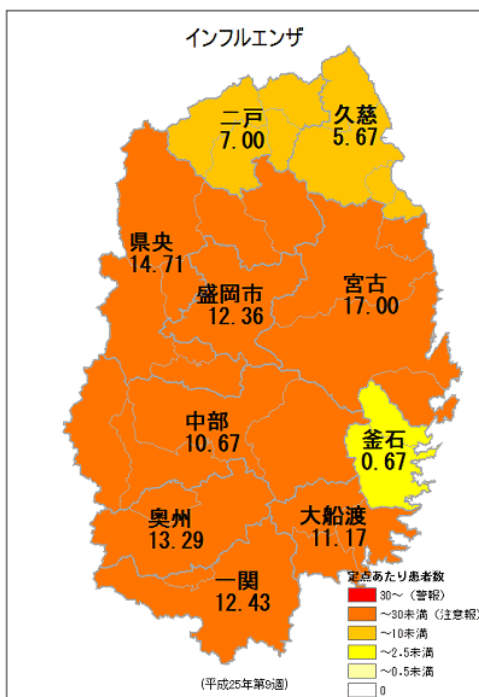 インフルエンザ
二戸
7.00
久慈
5.67
県央
14.71
盛岡市
12.36
宮古
17.00
中部
10.67
釜石
0.67
奥州
13.29
大船渡
11.17
一関
12.43
定点あたり患者数
30～（警報）
～30未満（注意報）
～10未満
～2.5未満
～0.5未満
0
(平成25年第9週)